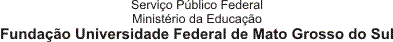 Serviço Público Federal
Ministério da Educação
Fundação Universidade Federal de Mato Grosso do Sul